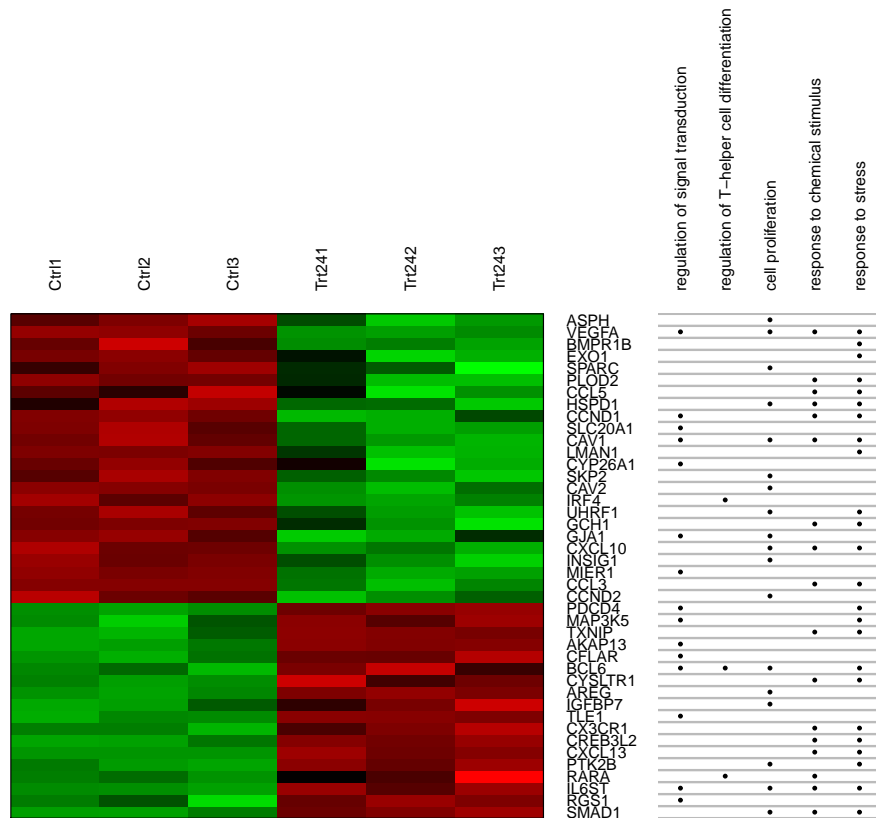 Ctrl1
Ctrl2
Ctrl3
Trt241
Trt242
Trt243
regulation of signal transduction
regulation of T−helper cell differentiation
cell proliferation
response to chemical stimulus
response to stress
ASPH
VEGFA
BMPR1B
EXO1
SPARC
PLOD2
CCL5
HSPD1
CCND1
SLC20A1
CAV1
LMAN1
CYP26A1
SKP2
CAV2
IRF4
UHRF1
GCH1
GJA1
CXCL10
INSIG1
MIER1
CCL3
CCND2
PDCD4
MAP3K5
TXNIP
AKAP13
CFLAR
BCL6
CYSLTR1
AREG
IGFBP7
TLE1
CX3CR1
CREB3L2
CXCL13
PTK2B
RARA
IL6ST
RGS1
SMAD1